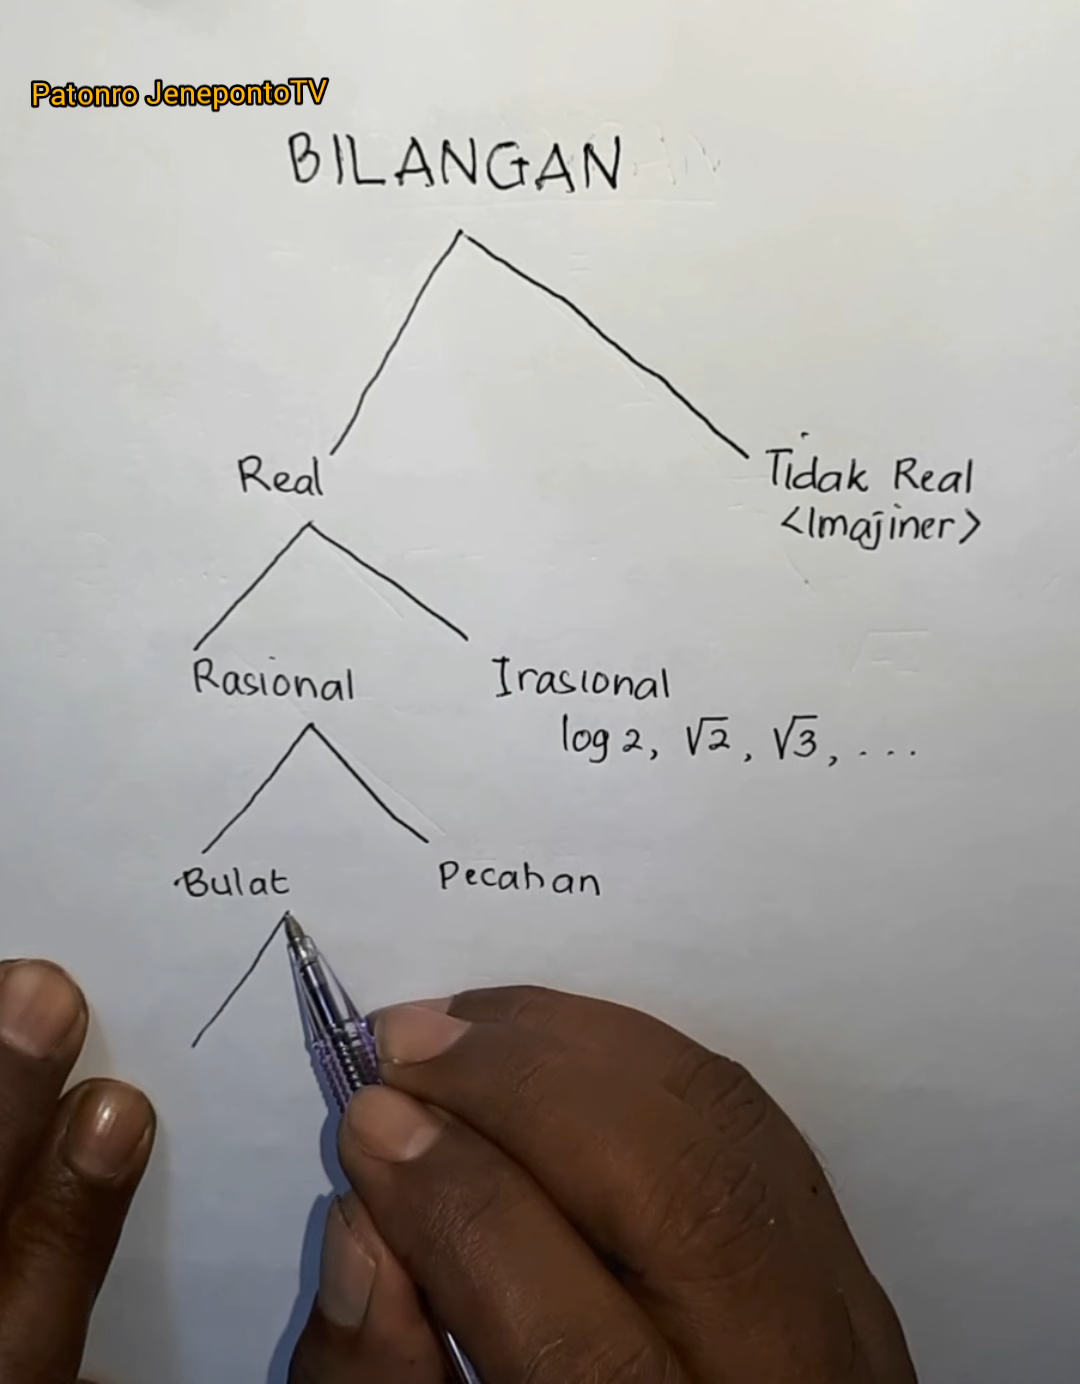 Patonro JenepontoTV
BILANGAN
Real
Tidak Real
<Imajiner>
Rasional
Irasional
log 2, √2, √3, ...
Bulat
Pecahan